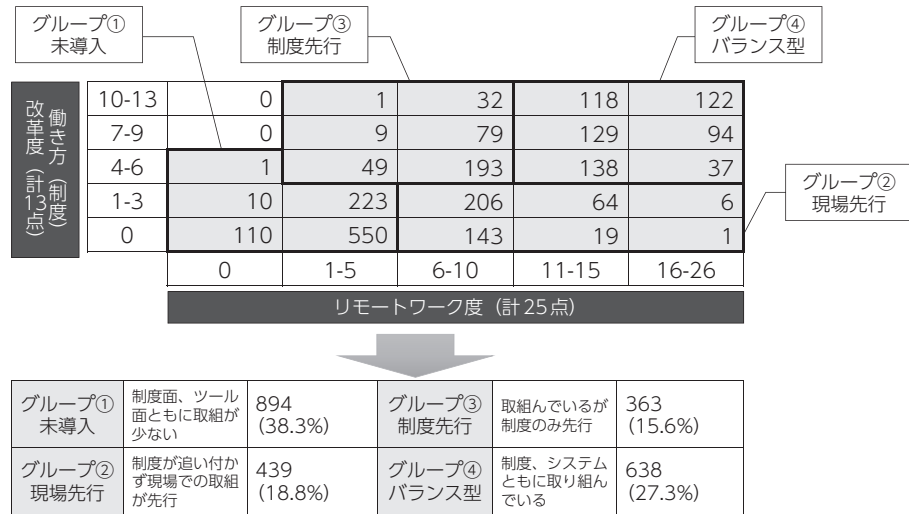 グループ①
未導入
グループ③
制度先行
グループ④
バランス型
働き方（制度）
改革度（計13点）
10-13 0 1 32 118 122
7-9 0 9 79 129 94
4-6 1 49 193 138 37
1-3 10 223 206 64 6
0 110 550 143 19 1
グループ②
現場先行
0 1-5 6-10 11-15 16-26
リモートワーク度（計25点）
グループ①
未導入
制度面、ツール
面ともに取組が
少ない
894
(38.3%)
グループ③
制度先行
取組んでいるが
制度のみ先行
363
(15.6%)
グループ②
現場先行
制度が追い付か
ず現場での取組
が先行
439
(18.8%)
グループ④
バランス型
制度、システム
ともに取り組ん
でいる
638
(27.3%)